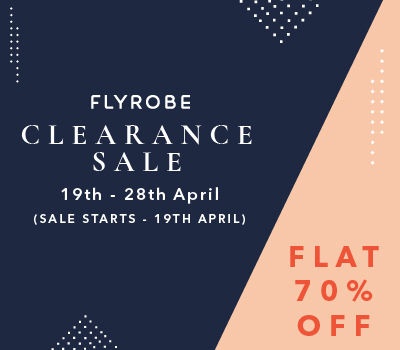 FLYROBE
CLEARANCE
SALE
19th - 28th April
(SALE STARTS - 19TH APRIL)
FLAT
70%
OFF